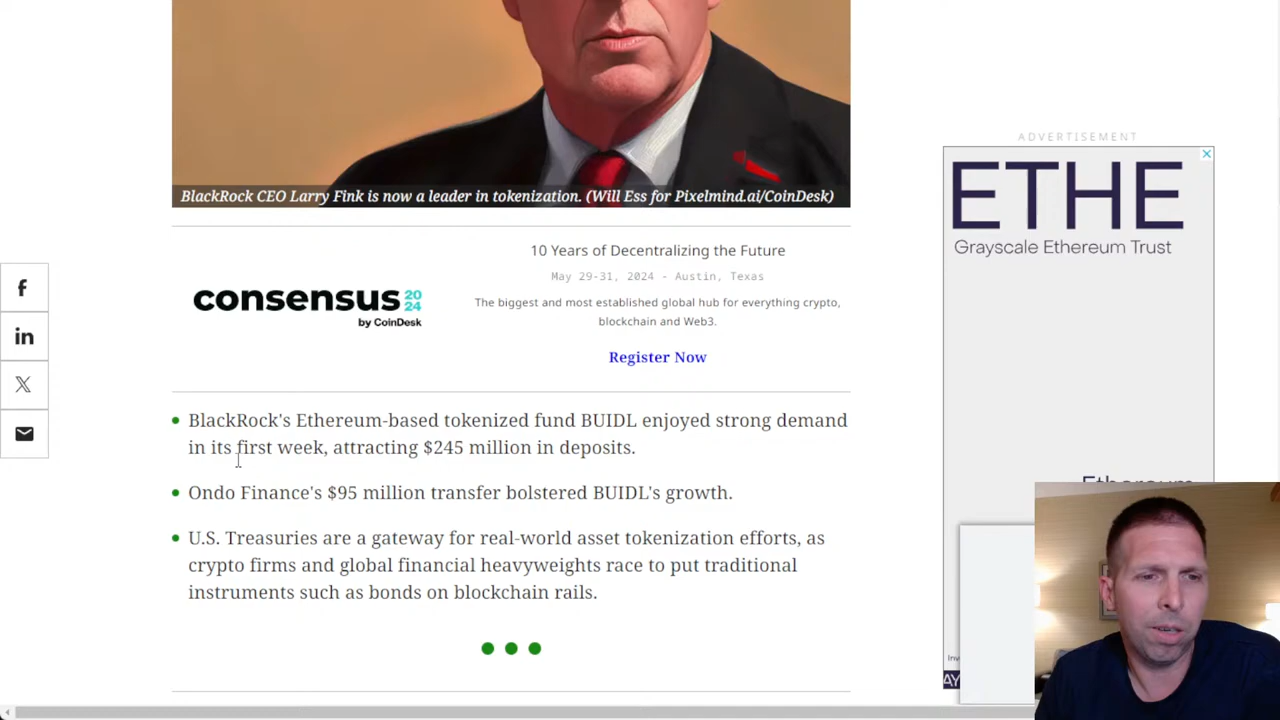 BlackRock CEO Larry Fink is now a leader in tokenization. (Will Ess for Pixelmind.ai/CoinDesk)
consensus 20
24
by CoinDesk
10 Years of Decentralizing the Future
May 29-31, 2024 - Austin, Texas
The biggest and most established global hub for everything crypto,
blockchain and Web3.
Register Now
BlackRock's Ethereum-based tokenized fund BUIDL enjoyed strong demand
in its first week, attracting $245 million in deposits.
Ondo Finance's $95 million transfer bolstered BUIDL's growth.
U.S. Treasuries are a gateway for real-world asset tokenization efforts, as
crypto firms and global financial heavyweights race to put traditional
instruments such as bonds on blockchain rails.
ADVERTISEMENT
ETHE
Grayscale Ethereum Trust